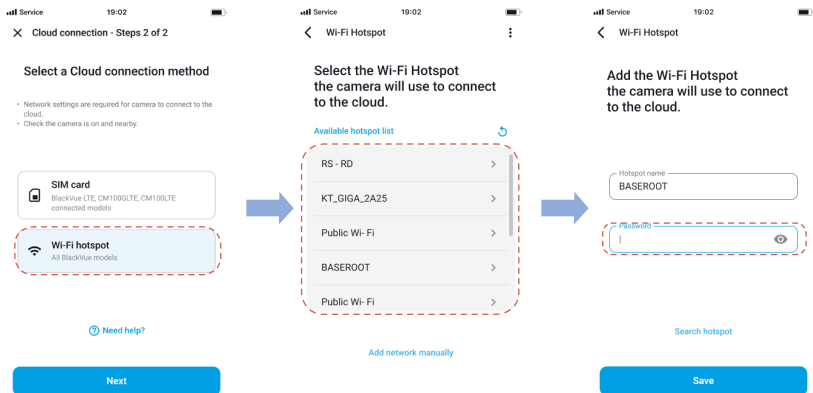 Service 19:02
Cloud connection - Steps 2 of 2
Select a Cloud connection method
• Network settings are required for camera to connect to the
cloud.
• Check the camera is on and nearby.
SIM card
BlackVue LTE, CM100GLTE, CM100LTE
connected models
Wi-Fi hotspot
All BlackVue models
Need help?
Next
Service 19:02
Wi-Fi Hotspot
Select the Wi-Fi Hotspot
the camera will use to connect
to the cloud.
Available hotspot list
RS - RD
KT_GIGA_2A25
Public Wi- Fi
BASEROOT
Public Wi- Fi
Add network manually
Service 19:02
Wi-Fi Hotspot
Add the Wi-Fi Hotspot
the camera will use to connect
to the cloud.
Hotspot name
BASEROOT
Password
Search hotspot
Save